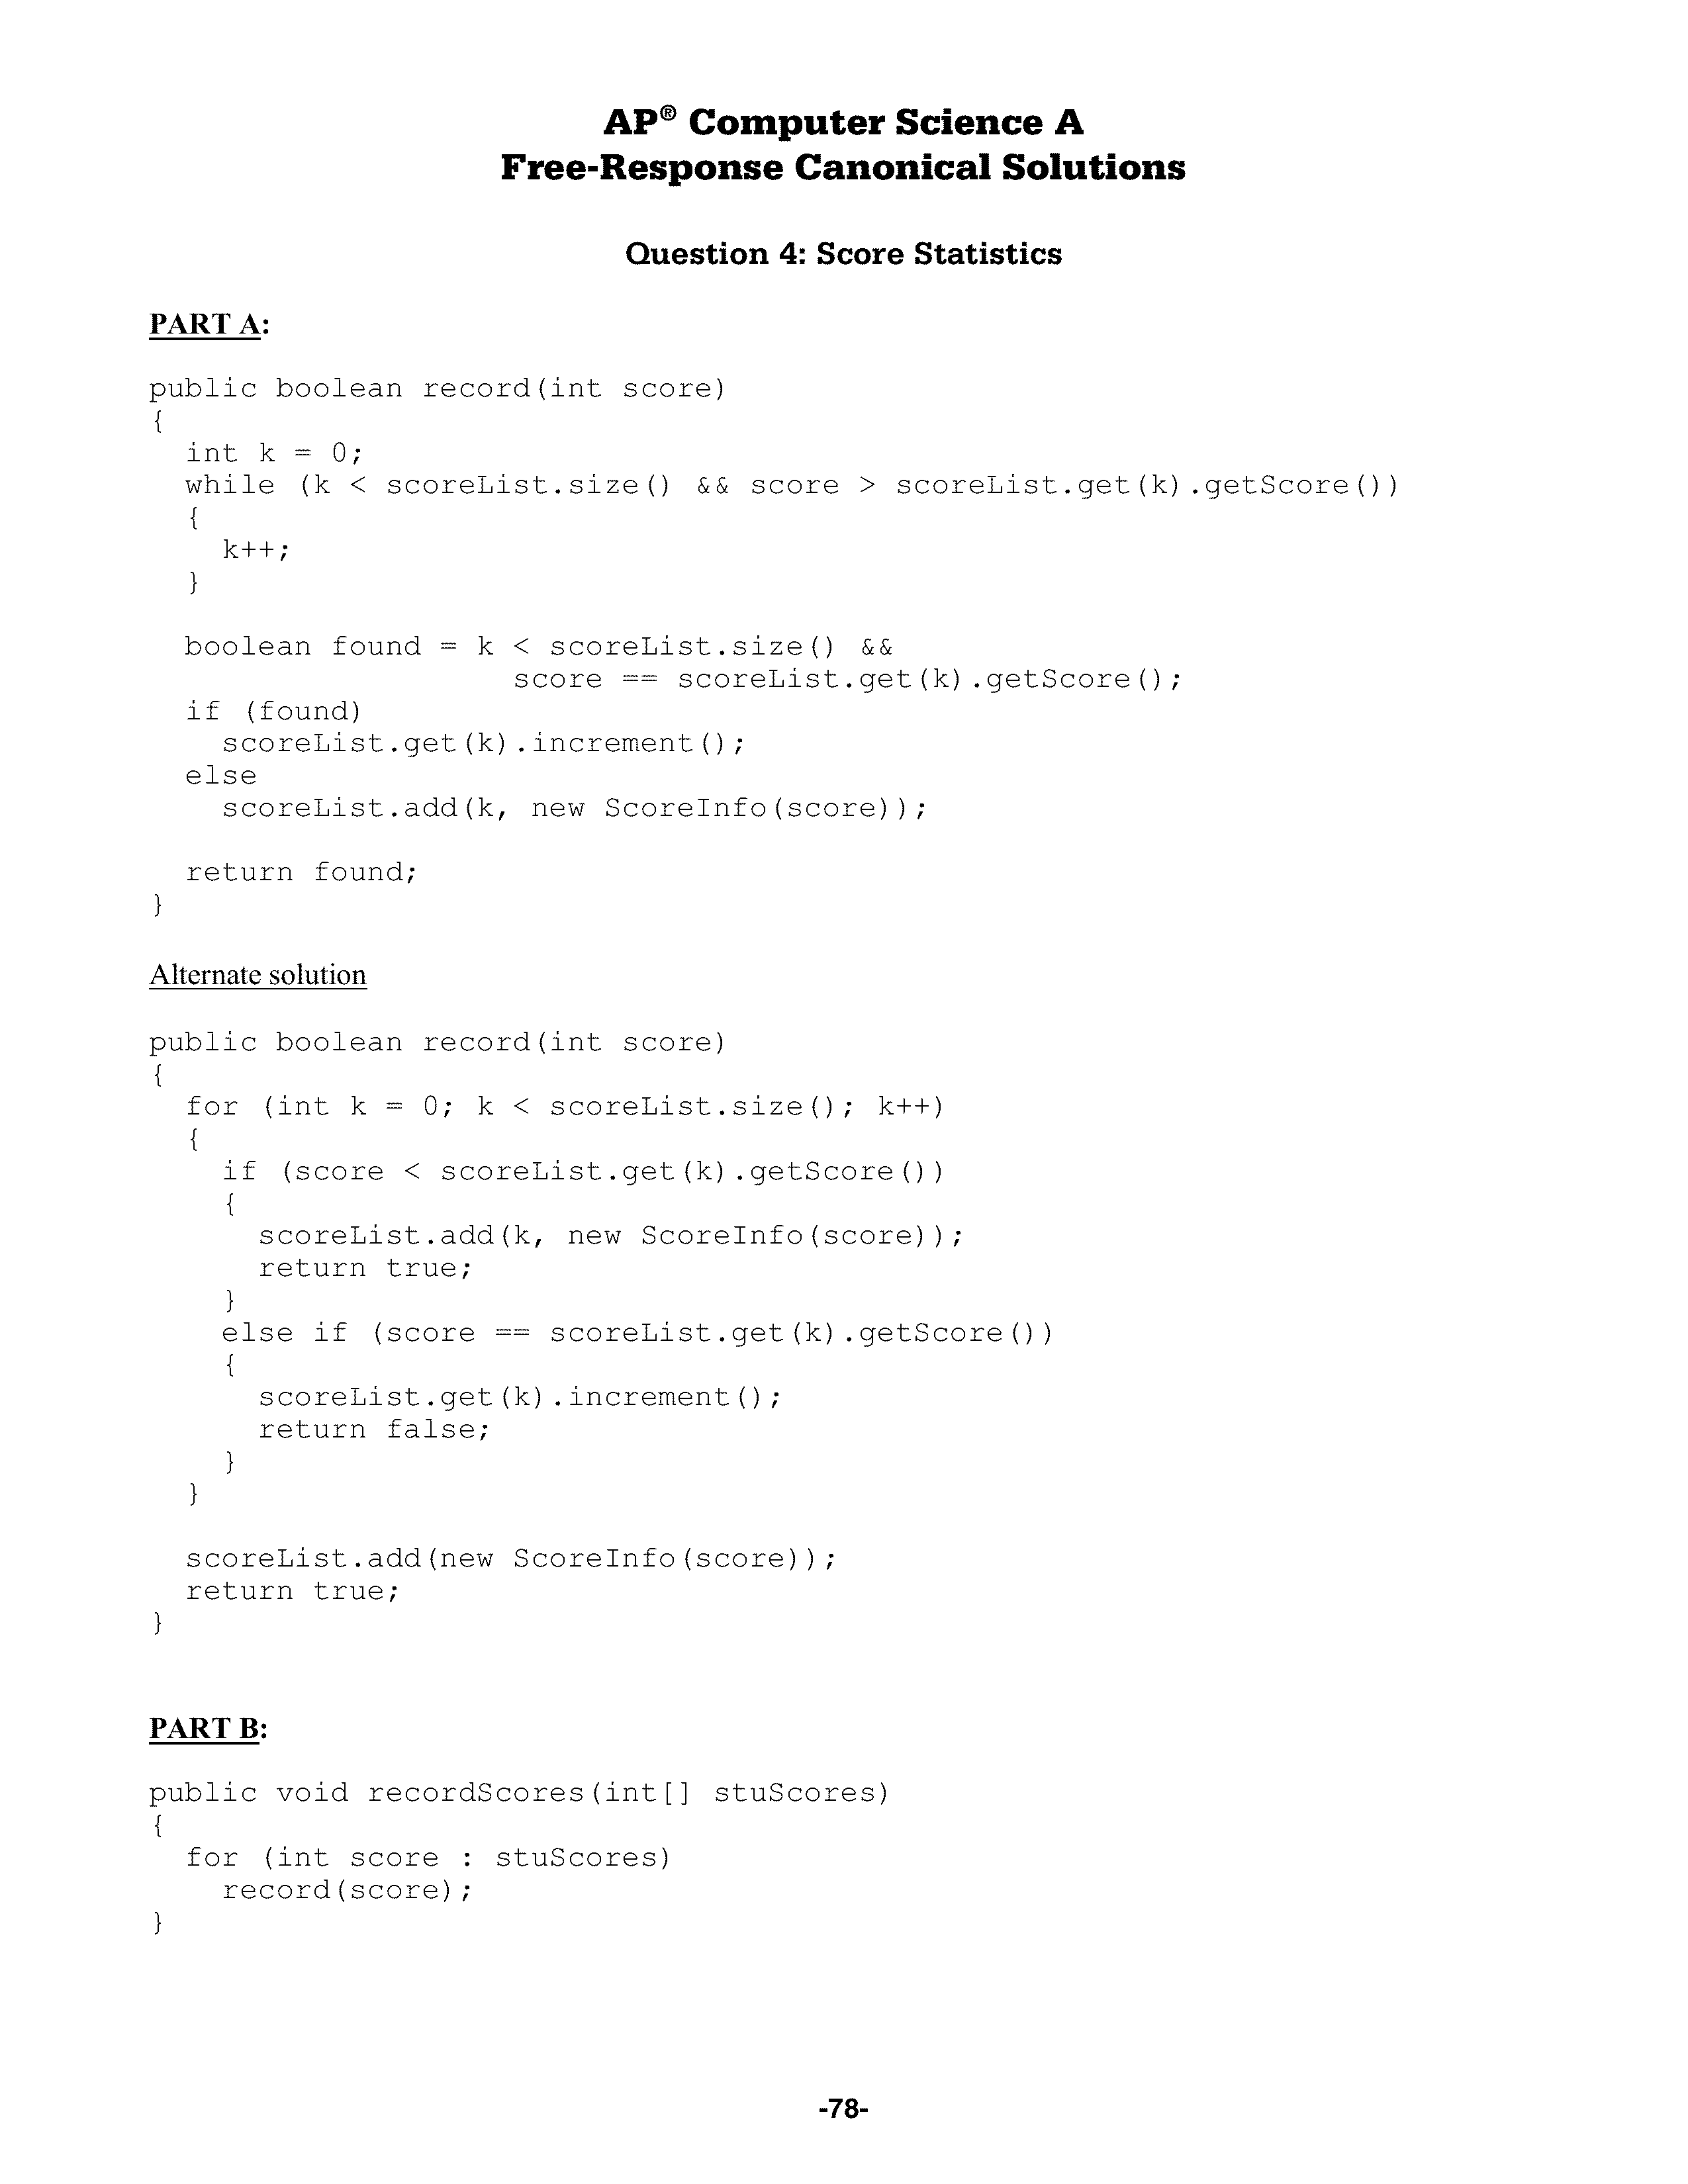 AP® Computer Science A
Free-Response Canonical Solutions
Question 4: Score Statistics
PART A:
public boolean record(int score)
{
  int k = 0;
  while (k < scoreList.size() && score > scoreList.get(k).getScore())
  {
    k++;
  }
  boolean found = k < scoreList.size() &&
                    score == scoreList.get(k).getScore();
  if (found)
    scoreList.get(k).increment();
  else
    scoreList.add(k, new ScoreInfo(score));
  return found;
}
Alternate solution
public boolean record(int score)
{
  for (int k = 0; k < scoreList.size(); k++)
  {
    if (score < scoreList.get(k).getScore())
    {
      scoreList.add(k, new ScoreInfo(score));
      return true;
    }
    else if (score == scoreList.get(k).getScore())
    {
      scoreList.get(k).increment();
      return false;
    }
  }
  scoreList.add(new ScoreInfo(score));
  return true;
}
PART B:
public void recordScores(int[] stuScores)
{
  for (int score : stuScores)
    record(score);
}
-78-